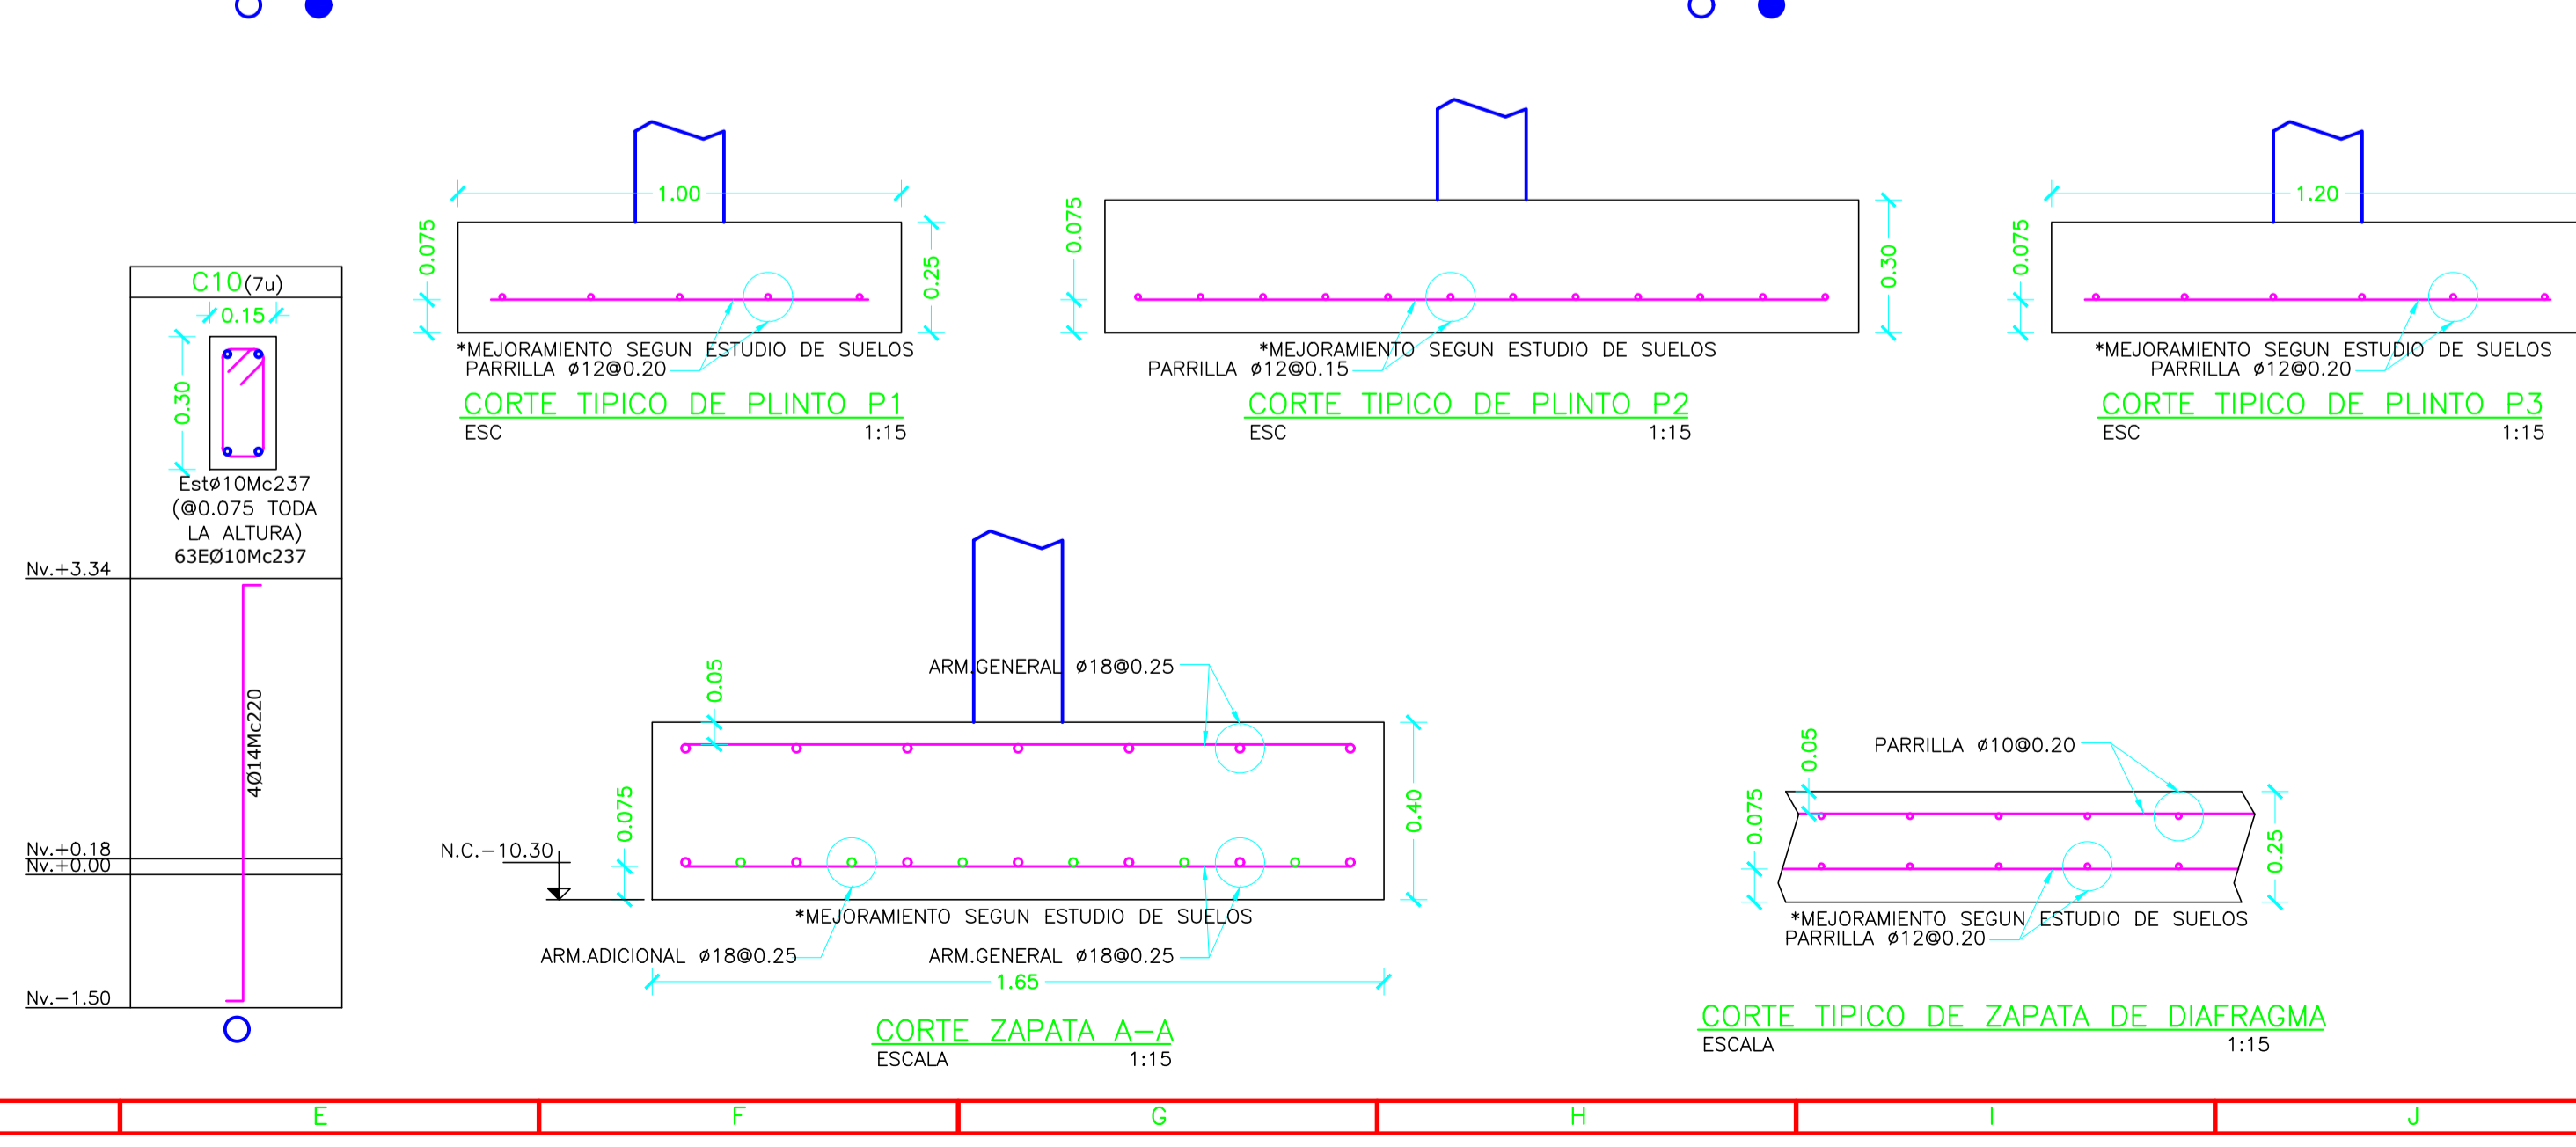 C10(7u)
0.15
0.30
Estø10Mc237
(@0.075 TODA
LA ALTURA)
63EØ10Mc237
Nv.+3.34
4Ø14Mc220
Nv.+0.18
Nv.+0.00
Nv.−1.50
1.00
0.075
0.25
*MEJORAMIENTO SEGUN ESTUDIO DE SUELOS
PARRILLA ø12@0.20
CORTE TIPICO DE PLINTO P1
ESC 1:15
0.075
0.30
*MEJORAMIENTO SEGUN ESTUDIO DE SUELOS
PARRILLA ø12@0.15
CORTE TIPICO DE PLINTO P2
ESC 1:15
1.20
0.075
*MEJORAMIENTO SEGUN ESTUDIO DE SUELOS
PARRILLA ø12@0.20
CORTE TIPICO DE PLINTO P3
ESC 1:15
ARM.GENERAL ø18@0.25
0.05
0.075
0.40
N.C.−10.30
*MEJORAMIENTO SEGUN ESTUDIO DE SUELOS
ARM.ADICIONAL ø18@0.25
ARM.GENERAL ø18@0.25
1.65
CORTE ZAPATA A−A
ESCALA 1:15
PARRILLA ø10@0.20
0.05
0.075
0.25
*MEJORAMIENTO SEGUN ESTUDIO DE SUELOS
PARRILLA ø12@0.20
CORTE TIPICO DE ZAPATA DE DIAFRAGMA
ESCALA 1:15
E F G H I J